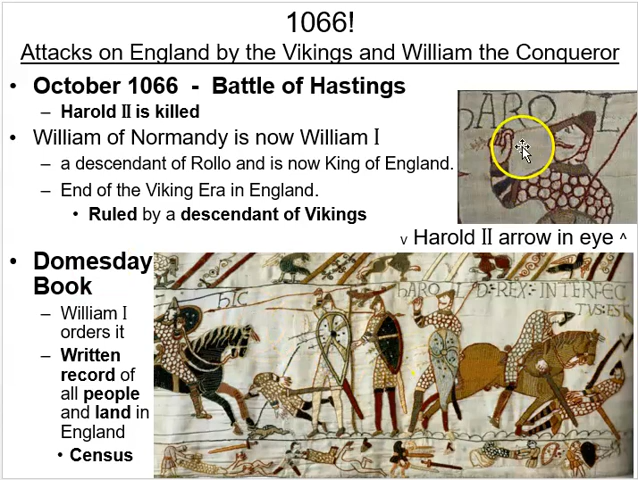 1066!
Attacks on England by the Vikings and William the Conqueror
• October 1066 - Battle of Hastings
– Harold II is killed
• William of Normandy is now William I
– a descendant of Rollo and is now King of England.
– End of the Viking Era in England.
• Ruled by a descendant of Vikings
hARO L
v Harold II arrow in eye ^
• Domesday
Book
– William I
orders it
– Written
record of
all people
and land in
England
• Census
hIC
hAROLD: REX: INTERFEC
TVS: EST